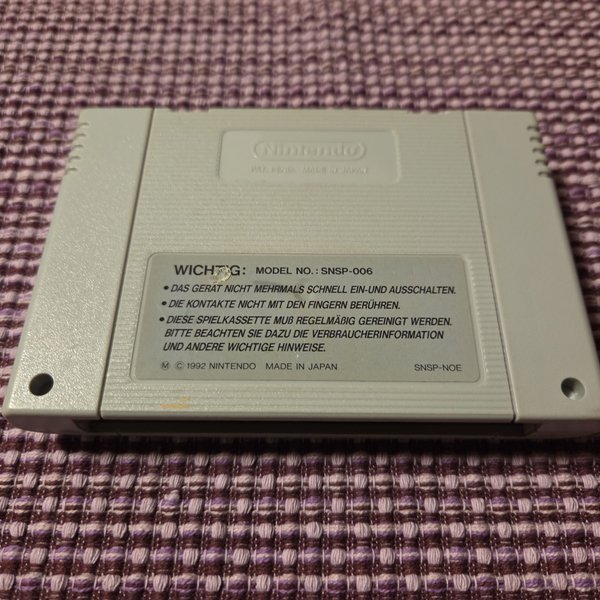 Nintendo
PAT. PEND. MADE IN JAPAN
WICHTIG: MODEL NO.: SNSP-006
• DAS GERÄT NICHT MEHRMALS SCHNELL EIN-UND AUSSCHALTEN.
• DIE KONTAKTE NICHT MIT DEN FINGERN BERÜHREN.
• DIESE SPIELKASSETTE MUß REGELMÄßIG GEREINIGT WERDEN.
BITTE BEACHTEN SIE DAZU DIE VERBRAUCHERINFORMATION
UND ANDERE WICHTIGE HINWEISE.
Ⓜ © 1992 NINTENDO MADE IN JAPAN SNSP-NOE